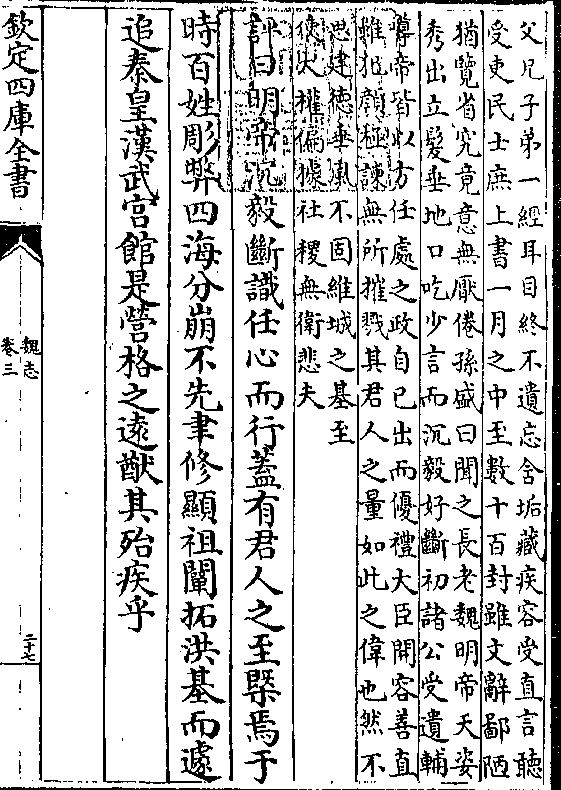 父兄子弟一經耳目終不遺忘含垢藏疾容受直言聽
受吏民士庶上書一月之中至數十百封雖文辭鄙陋
猶覽省究竟意無厭倦孫盛曰聞之長老魏明帝天姿
秀出立髮垂地口吃少言而沉毅好斷初諸公受遺輔
導帝皆以方任處之政自已出而優禮大臣開容善直
雖犯顔極諫無所摧戮其君人之量如此之偉也然不
思建德垂風不固維城之基至
使大權偏據社稷無衛悲夫
評曰明帝沉毅斷識任心而行蓋有君人之至槩焉于
時百姓彫弊四海分崩不先聿修顯祖闡拓洪基而遽
追秦皇漢武宮館是營格之遠猷其殆疾乎
欽定四庫全書
魏志
卷三
二十七